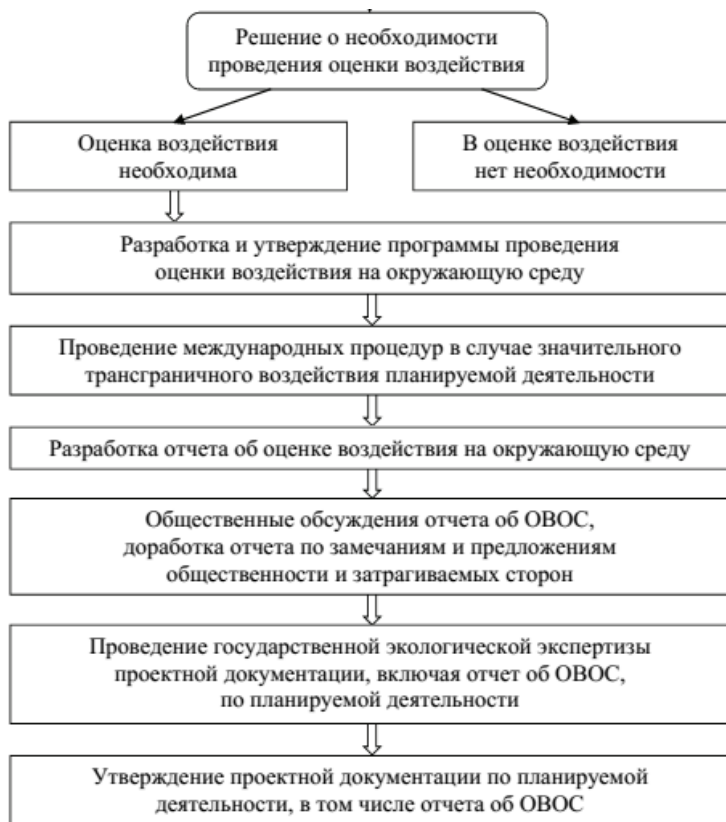 Решение о необходимости
проведения оценки воздействия
Оценка воздействия
необходима
В оценке воздействия
нет необходимости
Разработка и утверждение программы проведения
оценки воздействия на окружающую среду
Проведение международных процедур в случае значительного
трансграничного воздействия планируемой деятельности
Разработка отчета об оценке воздействия на окружающую среду
Общественные обсуждения отчета об ОВОС,
доработка отчета по замечаниям и предложениям
общественности и затрагиваемых сторон
Проведение государственной экологической экспертизы
проектной документации, включая отчет об ОВОС,
по планируемой деятельности
Утверждение проектной документации по планируемой
деятельности, в том числе отчета об ОВОС